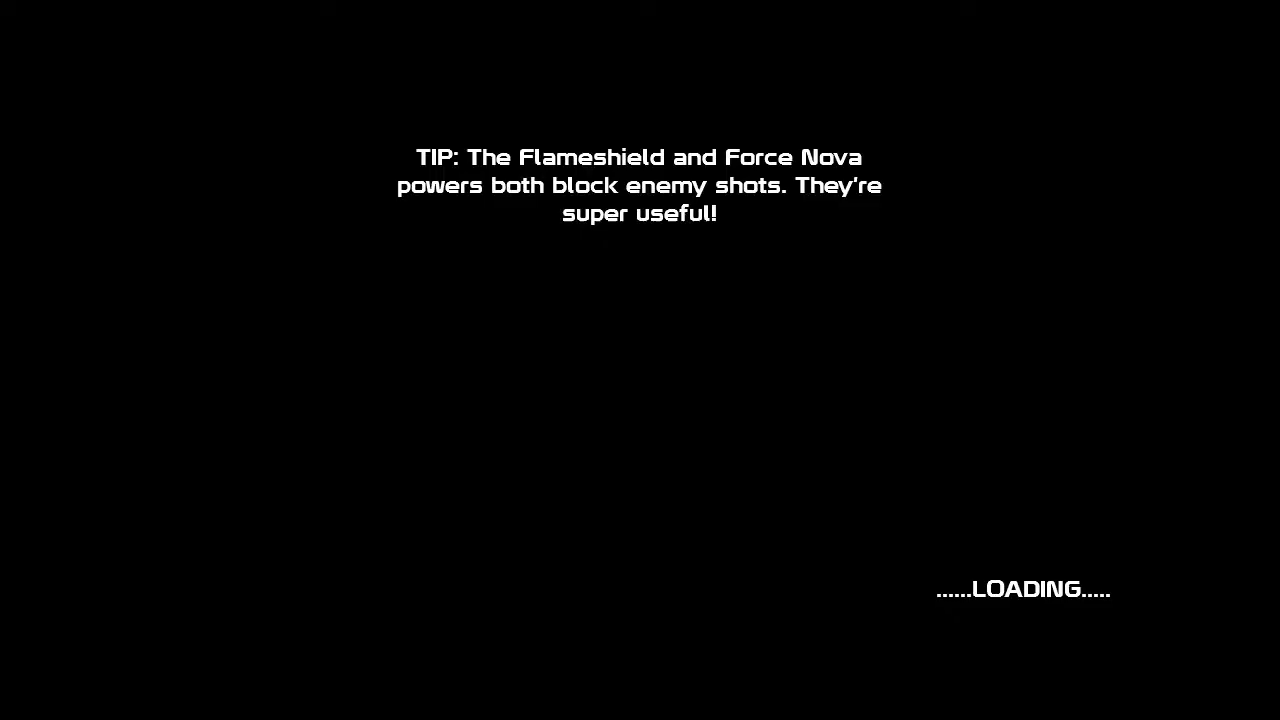 TIP: The Flameshield and Force Nova
powers both block enemy shots. They're
super useful!
......LOADING.....